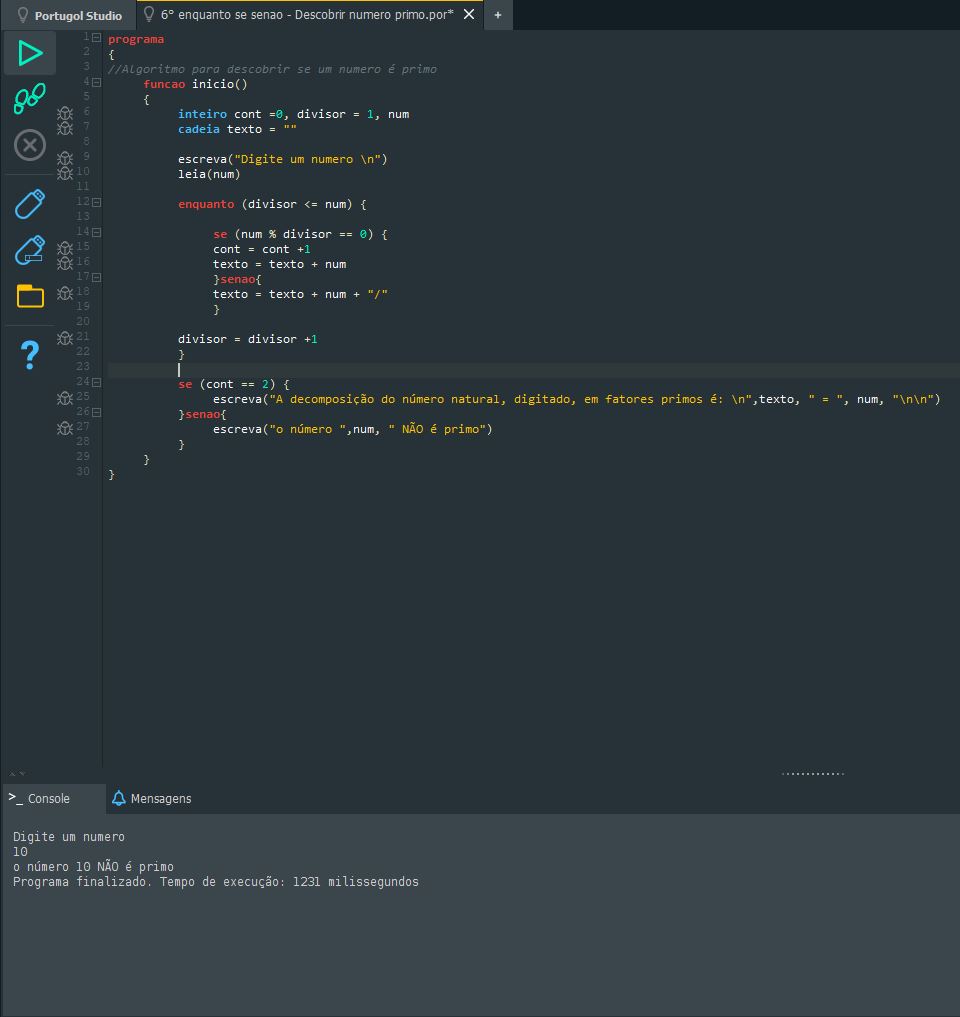 Portugol Studio
6° enquanto se senao - Descobrir numero primo.por*
+
1 programa
2 {
3 //Algoritmo para descobrir se um numero é primo
4 funcao inicio()
5 {
6 inteiro cont =0, divisor = 1, num
7 cadeia texto = ""
8
9 escreva("Digite um numero \n")
10 leia(num)
11
12 enquanto (divisor <= num) {
13
14 se (num % divisor == 0) {
15 cont = cont +1
16 texto = texto + num
17 }senao{
18 texto = texto + num + "/"
19 }
20
21 divisor = divisor +1
22 }
23
24 se (cont == 2) {
25 escreva("A decomposição do número natural, digitado, em fatores primos é: \n",texto, " = ", num, "\n\n")
26 }senao{
27 escreva("o número ",num, " NÃO é primo")
28 }
29 }
30 }
>_ Console
Mensagens
Digite um numero
10
o número 10 NÃO é primo
Programa finalizado. Tempo de execução: 1231 milissegundos